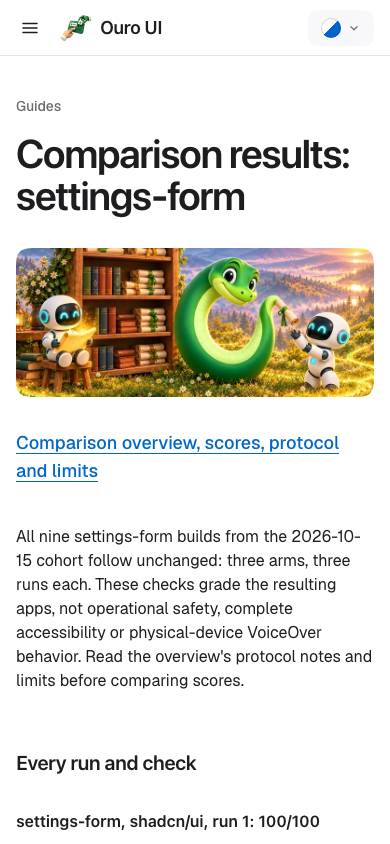 Ouro UI
Guides
Comparison results:
settings-form
Comparison overview, scores, protocol
and limits
All nine settings-form builds from the 2026-10-
15 cohort follow unchanged: three arms, three
runs each. These checks grade the resulting
apps, not operational safety, complete
accessibility or physical-device VoiceOver
behavior. Read the overview's protocol notes and
limits before comparing scores.
Every run and check
settings-form, shadcn/ui, run 1: 100/100